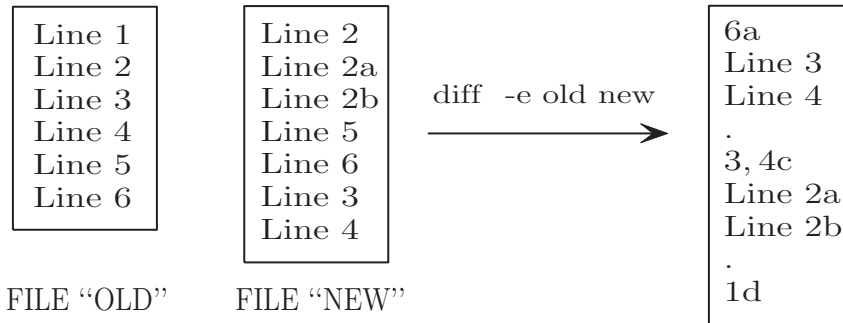 Line 1
Line 2
Line 3
Line 4
Line 5
Line 6
FILE “OLD”
Line 2
Line 2a
Line 2b
Line 5
Line 6
Line 3
Line 4
FILE “NEW”
diff -e old new
6a
Line 3
Line 4
.
3, 4c
Line 2a
Line 2b
.
1d